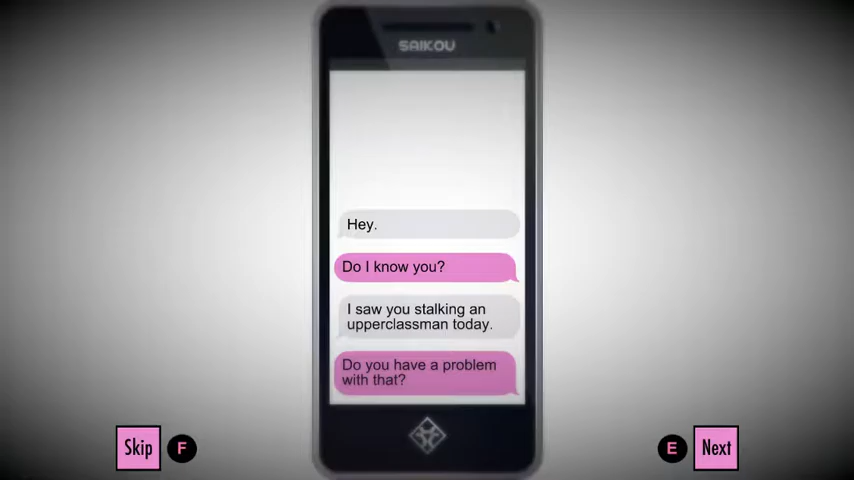 SAIKOU
Hey.
Do I know you?
I saw you stalking an
upperclassman today.
Do you have a problem
with that?
Skip F
E Next